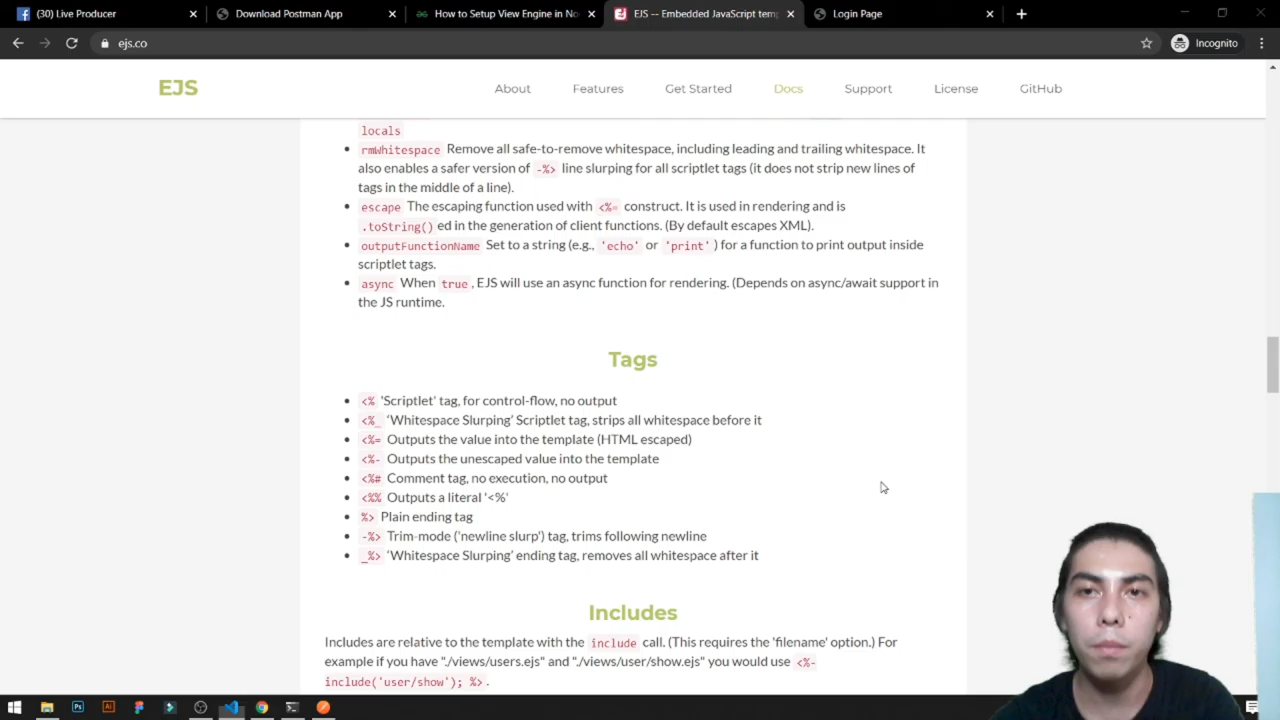 (30) Live Producer
Download Postman App
How to Setup View Engine in No
EJS -- Embedded JavaScript temp
Login Page
ejs.co
Incognito
EJS
About
Features
Get Started
Docs
Support
License
GitHub
locals
rmWhitespace Remove all safe-to-remove whitespace, including leading and trailing whitespace. It
also enables a safer version of -%> line slurping for all scriptlet tags (it does not strip new lines of
tags in the middle of a line).
escape The escaping function used with <%= construct. It is used in rendering and is
.toString() ed in the generation of client functions. (By default escapes XML).
outputFunctionName Set to a string (e.g., 'echo' or 'print' ) for a function to print output inside
scriptlet tags.
async When true , EJS will use an async function for rendering. (Depends on async/await support in
the JS runtime.
Tags
<% 'Scriptlet' tag, for control-flow, no output
<%_ ‘Whitespace Slurping’ Scriptlet tag, strips all whitespace before it
<%= Outputs the value into the template (HTML escaped)
<%- Outputs the unescaped value into the template
<%# Comment tag, no execution, no output
<%% Outputs a literal '<%'
%> Plain ending tag
-%> Trim-mode ('newline slurp') tag, trims following newline
_%> ‘Whitespace Slurping’ ending tag, removes all whitespace after it
Includes
Includes are relative to the template with the include call. (This requires the 'filename' option.) For
example if you have "./views/users.ejs" and "./views/user/show.ejs" you would use <%-
include('user/show'); %> .